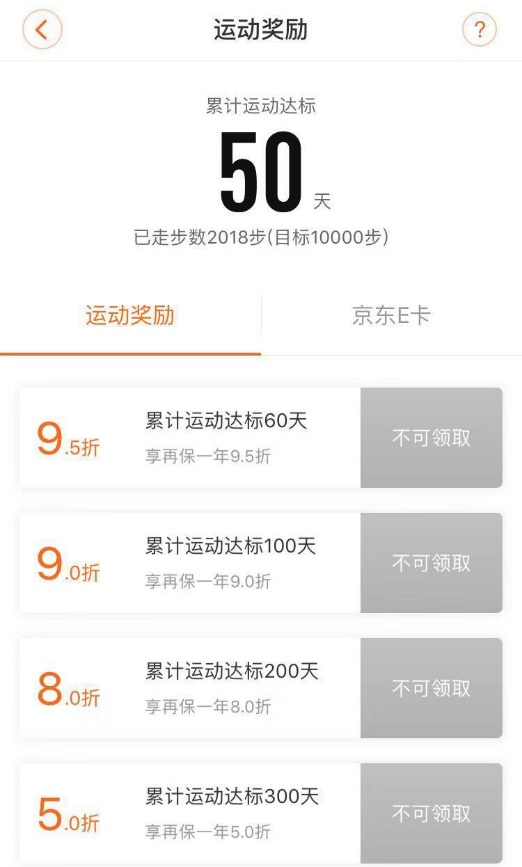 运动奖励
?
累计运动达标
50 天
已走步数2018步(目标10000步)
运动奖励
京东E卡
9.5折
累计运动达标60天
享再保一年9.5折
不可领取
9.0折
累计运动达标100天
享再保一年9.0折
不可领取
8.0折
累计运动达标200天
享再保一年8.0折
不可领取
5.0折
累计运动达标300天
享再保一年5.0折
不可领取